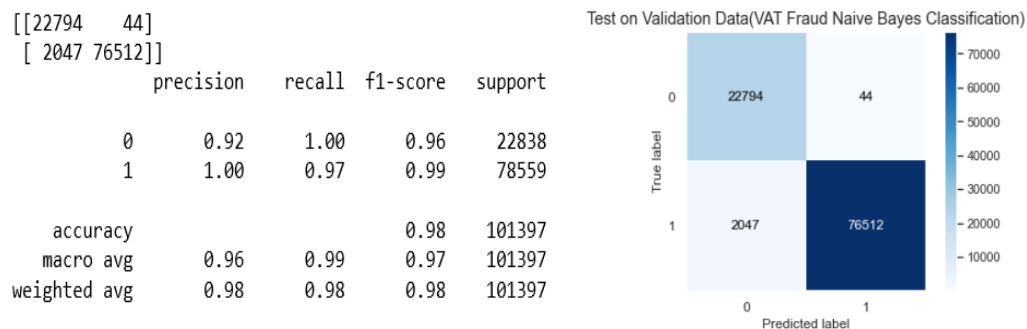 [[22794    44]
 [ 2047 76512]]
precision    recall  f1-score   support
0       0.92      1.00      0.96     22838
1       1.00      0.97      0.99     78559
accuracy                           0.98    101397
macro avg       0.96      0.99      0.97    101397
weighted avg       0.98      0.98      0.98    101397
Test on Validation Data(VAT Fraud Naive Bayes Classification)
True label
0
22794 44
1
2047 76512
0 1
Predicted label
70000
60000
50000
40000
30000
20000
10000